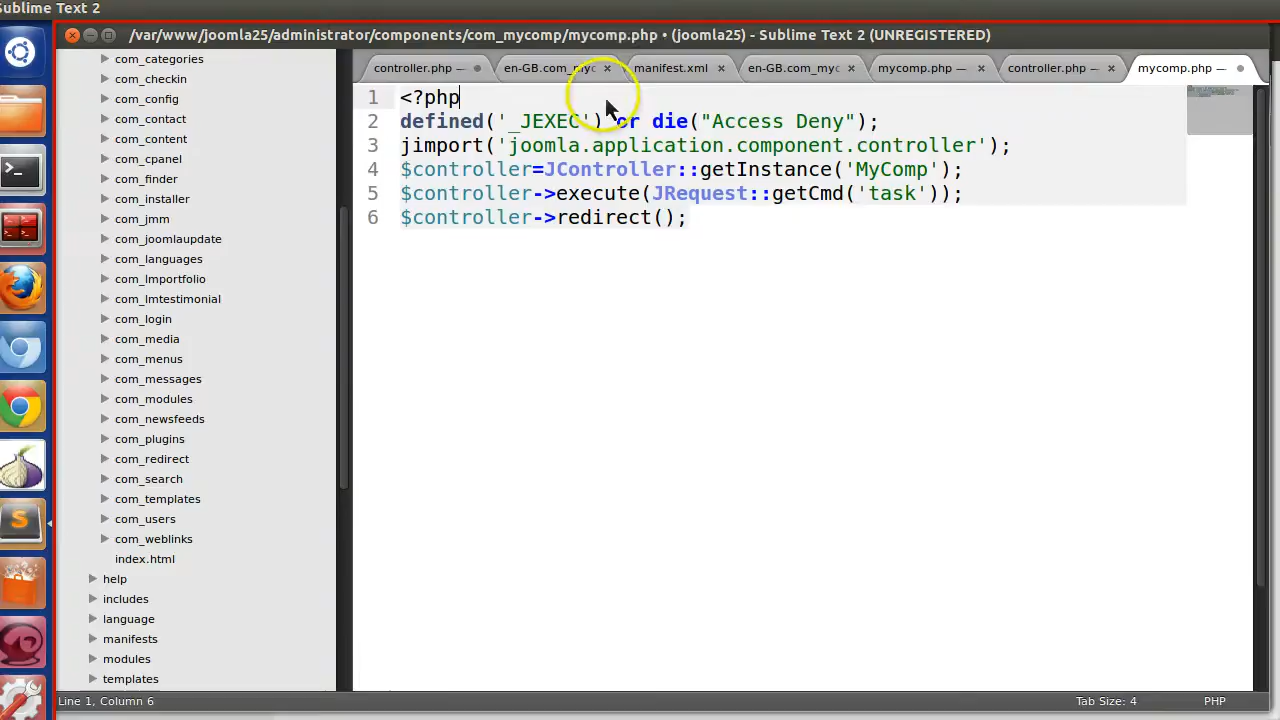 Sublime Text 2
/var/www/joomla25/administrator/components/com_mycomp/mycomp.php • (joomla25) - Sublime Text 2 (UNREGISTERED)
controller.php — en-GB.com_myc manifest.xml en-GB.com_myc mycomp.php — controller.php — mycomp.php —
1 <?php
2 defined('_JEXEC') or die("Access Deny");
3 jimport('joomla.application.component.controller');
4 $controller=JController::getInstance('MyComp');
5 $controller->execute(JRequest::getCmd('task'));
6 $controller->redirect();
com_categories
com_checkin
com_config
com_contact
com_content
com_cpanel
com_finder
com_installer
com_jmm
com_joomlaupdate
com_languages
com_lmportfolio
com_lmtestimonial
com_login
com_media
com_menus
com_messages
com_modules
com_newsfeeds
com_plugins
com_redirect
com_search
com_templates
com_users
com_weblinks
index.html
help
includes
language
manifests
modules
templates
Line 1, Column 6 Tab Size: 4 PHP